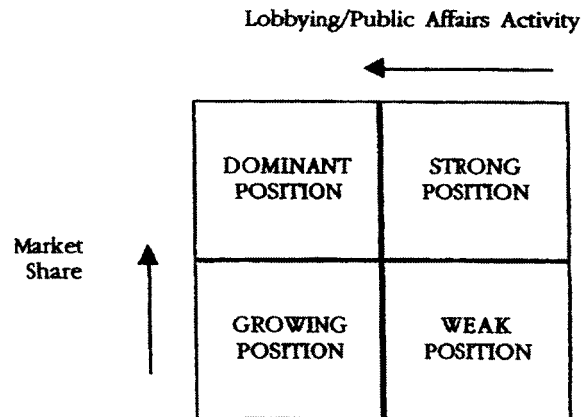 Lobbying/Public Affairs Activity
DOMINANT POSITION
STRONG POSITION
Market Share
GROWING POSITION
WEAK POSITION